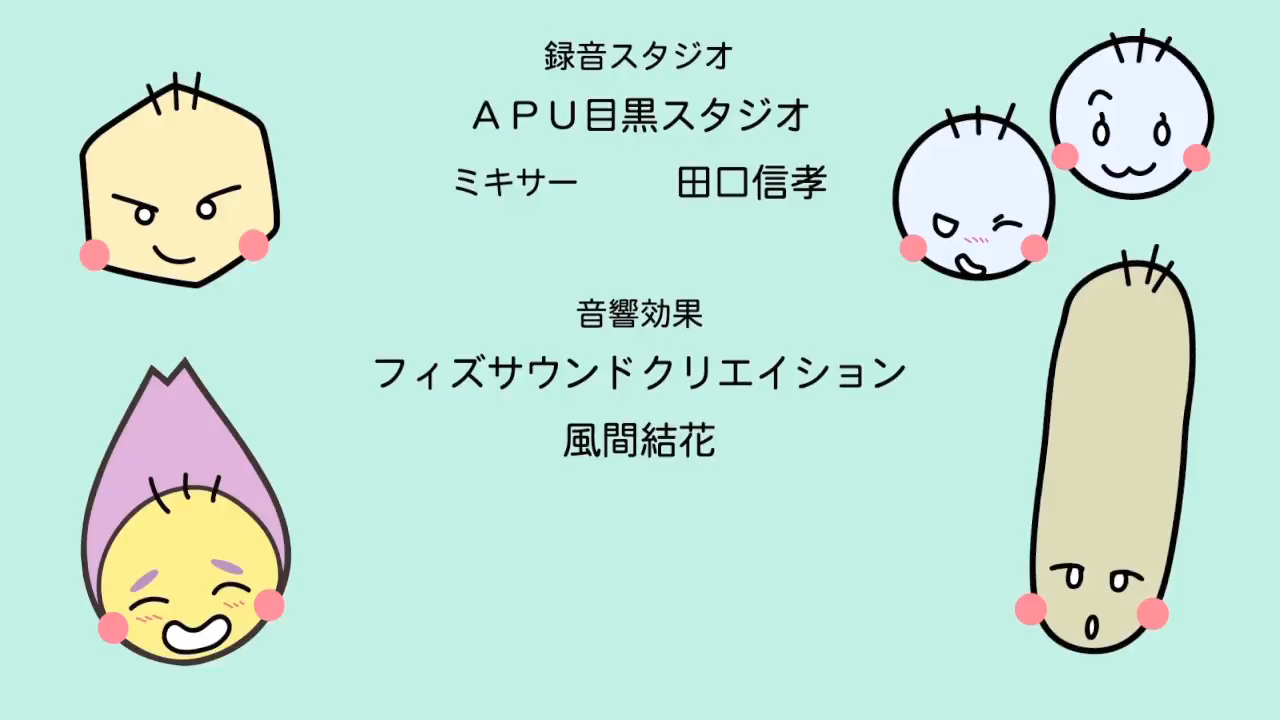 録音スタジオ
ＡＰＵ目黒スタジオ
ミキサー　　　田口信孝
音響効果
フィズサウンドクリエイション
風間結花